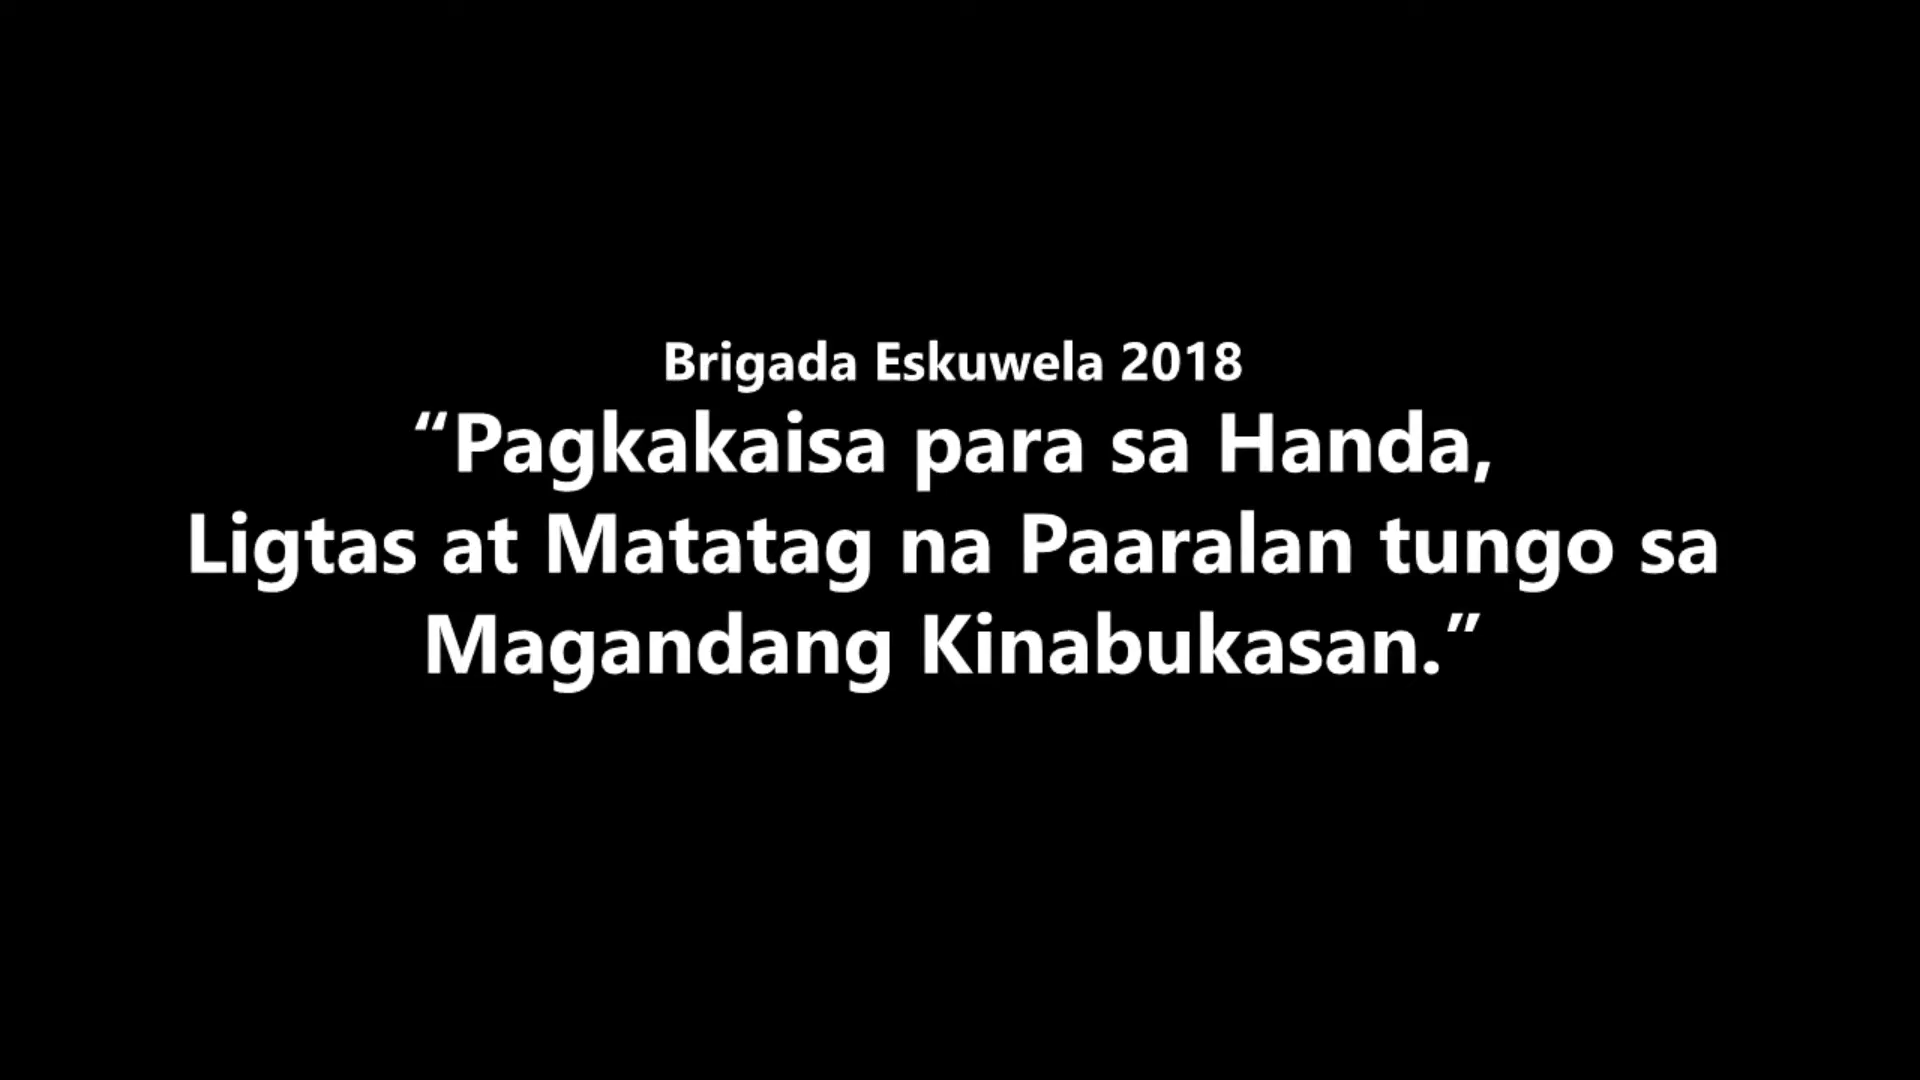 Brigada Eskuwela 2018
“Pagkakaisa para sa Handa,
Ligtas at Matatag na Paaralan tungo sa
Magandang Kinabukasan.”